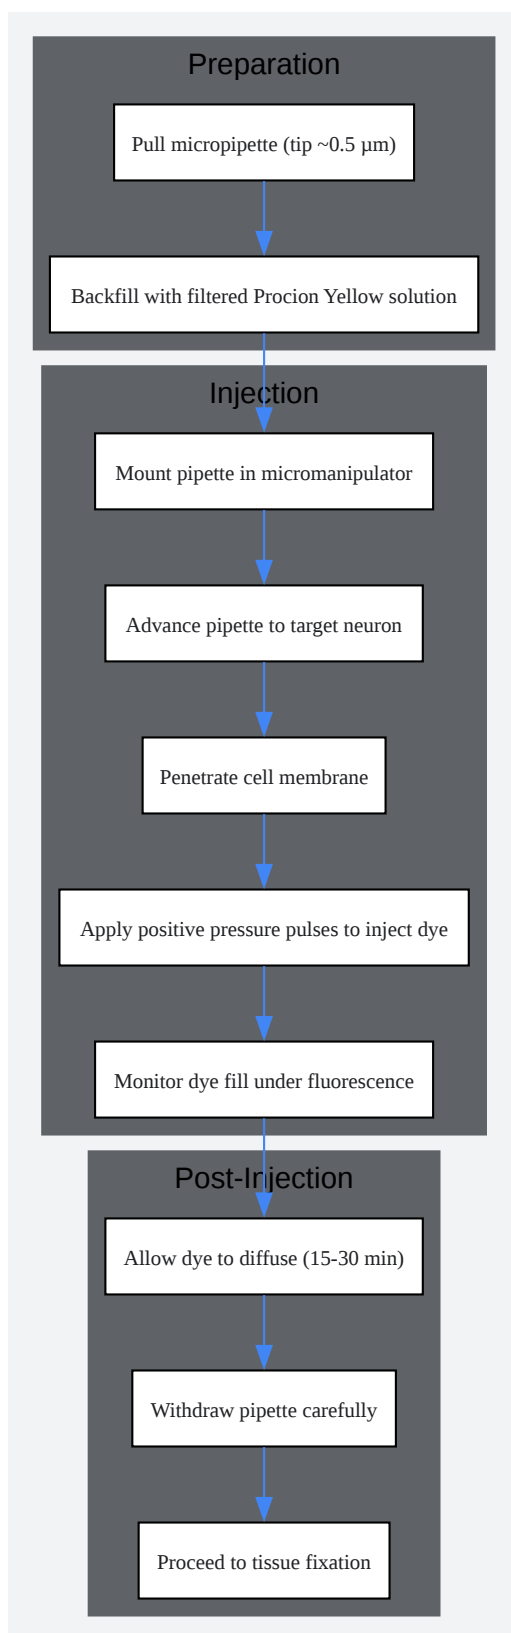 Preparation
Pull micropipette (tip ~0.5 µm)
Backfill with filtered Procion Yellow solution
Injection
Mount pipette in micromanipulator
Advance pipette to target neuron
Penetrate cell membrane
Apply positive pressure pulses to inject dye
Monitor dye fill under fluorescence
Post-Injection
Allow dye to diffuse (15-30 min)
Withdraw pipette carefully
Proceed to tissue fixation